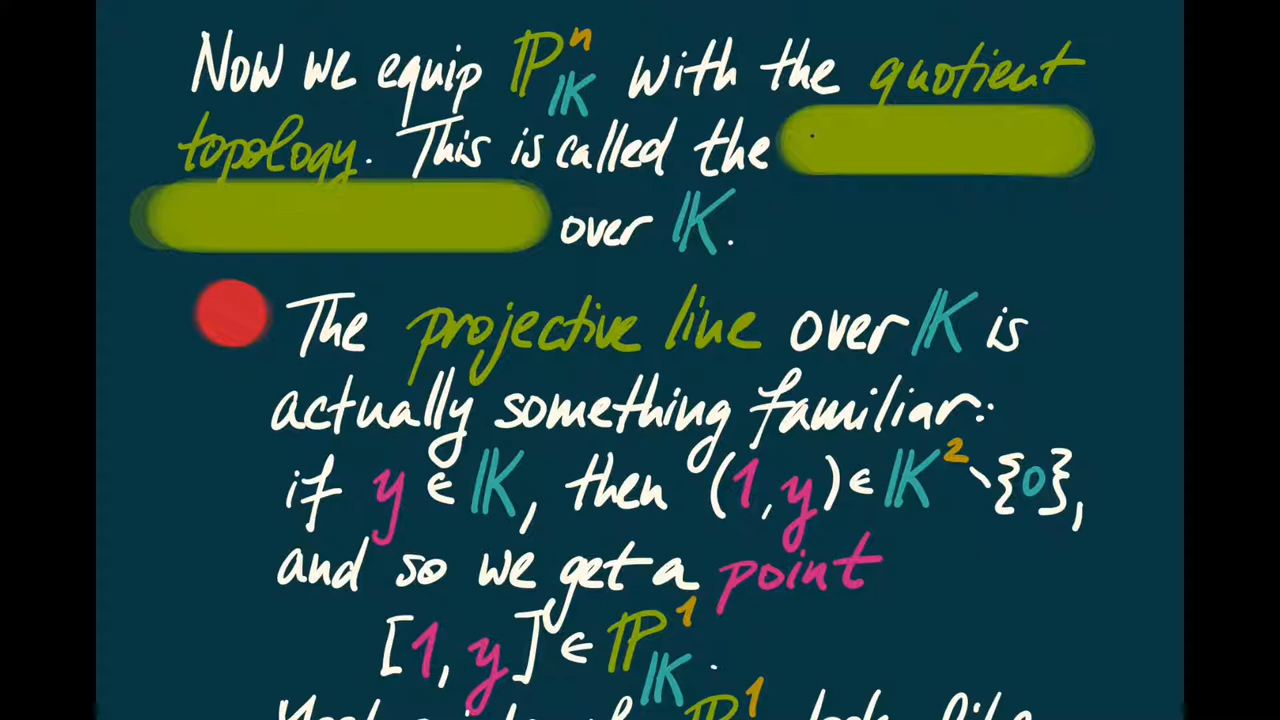 Now we equip ℙⁿ_𝕂 with the quotient
topology. This is called the
over 𝕂.
The projective line over 𝕂 is
actually something familiar:
if y ∈ 𝕂, then (1, y) ∈ 𝕂² \ {0},
and so we get a point
[1, y] ∈ ℙ¹_𝕂.